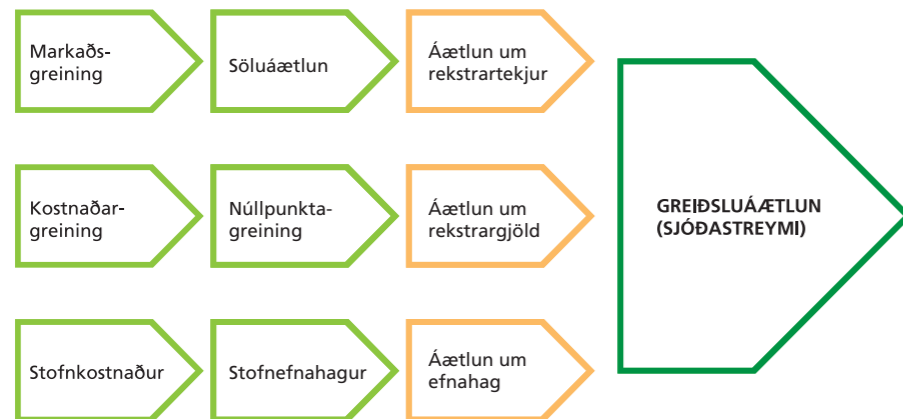 Markaðs-
greining
Söluáætlun
Áætlun um
rekstrartekjur
Kostnaðar-
greining
Núllpunkta-
greining
Áætlun um
rekstrargjöld
Stofnkostnaður
Stofnefnahagur
Áætlun um
efnahag
GREIÐSLUÁÆTLUN
(SJÓÐASTREYMI)